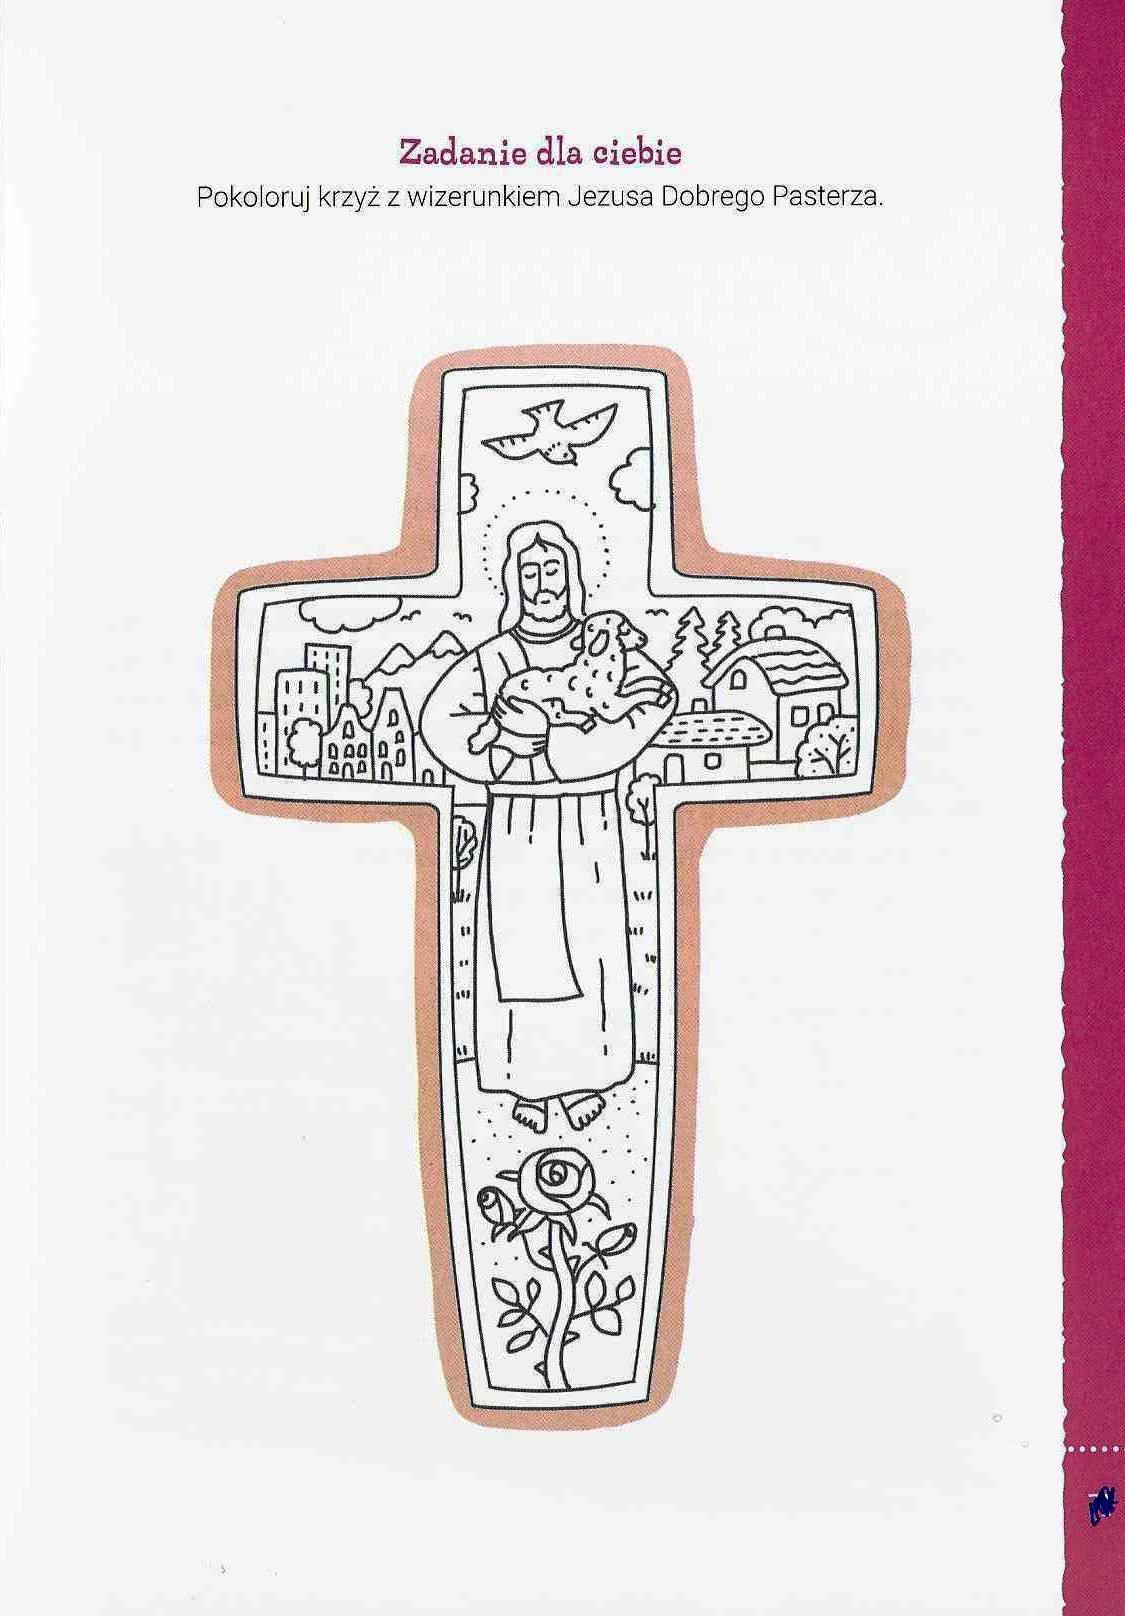 Zadanie dla ciebie
Pokoloruj krzyż z wizerunkiem Jezusa Dobrego Pasterza.